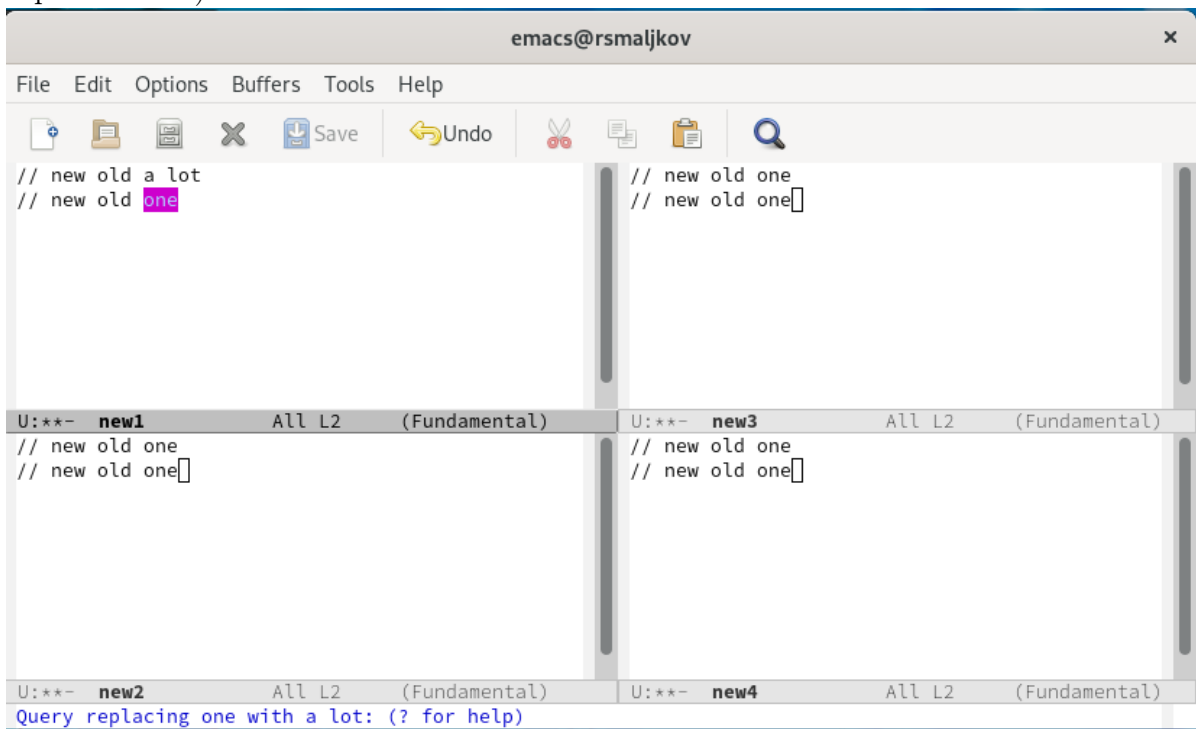 emacs@rsmaljkov ×
File Edit Options Buffers Tools Help
Save Undo
// new old a lot
// new old one
U:**- new1 All L2 (Fundamental)
// new old one
// new old one
U:**- new3 All L2 (Fundamental)
// new old one
// new old one
U:**- new2 All L2 (Fundamental)
// new old one
// new old one
U:**- new4 All L2 (Fundamental)
Query replacing one with a lot: (? for help)